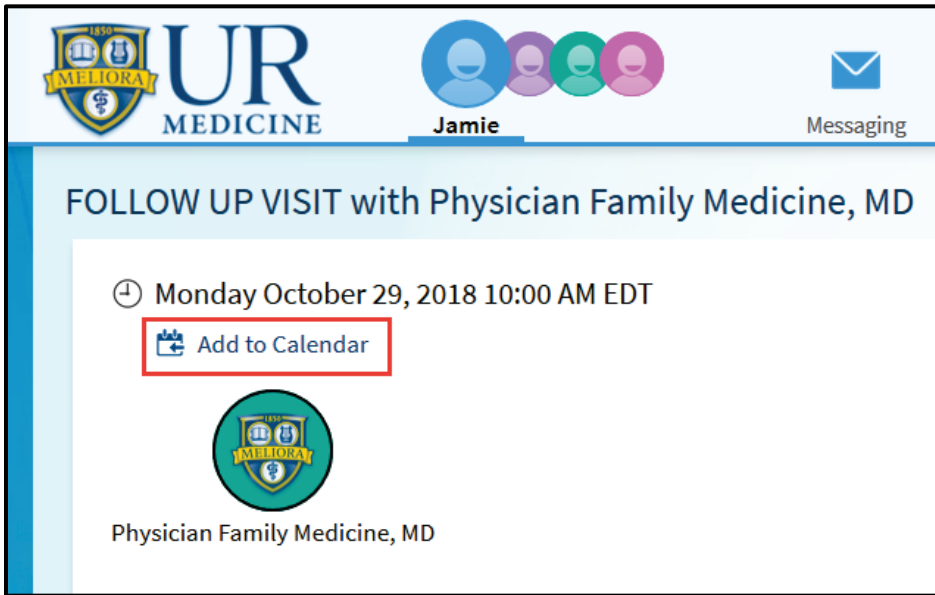 1850
MELIORA
UR
MEDICINE
Jamie
Messaging
FOLLOW UP VISIT with Physician Family Medicine, MD
Monday October 29, 2018 10:00 AM EDT
Add to Calendar
1850
MELIORA
Physician Family Medicine, MD